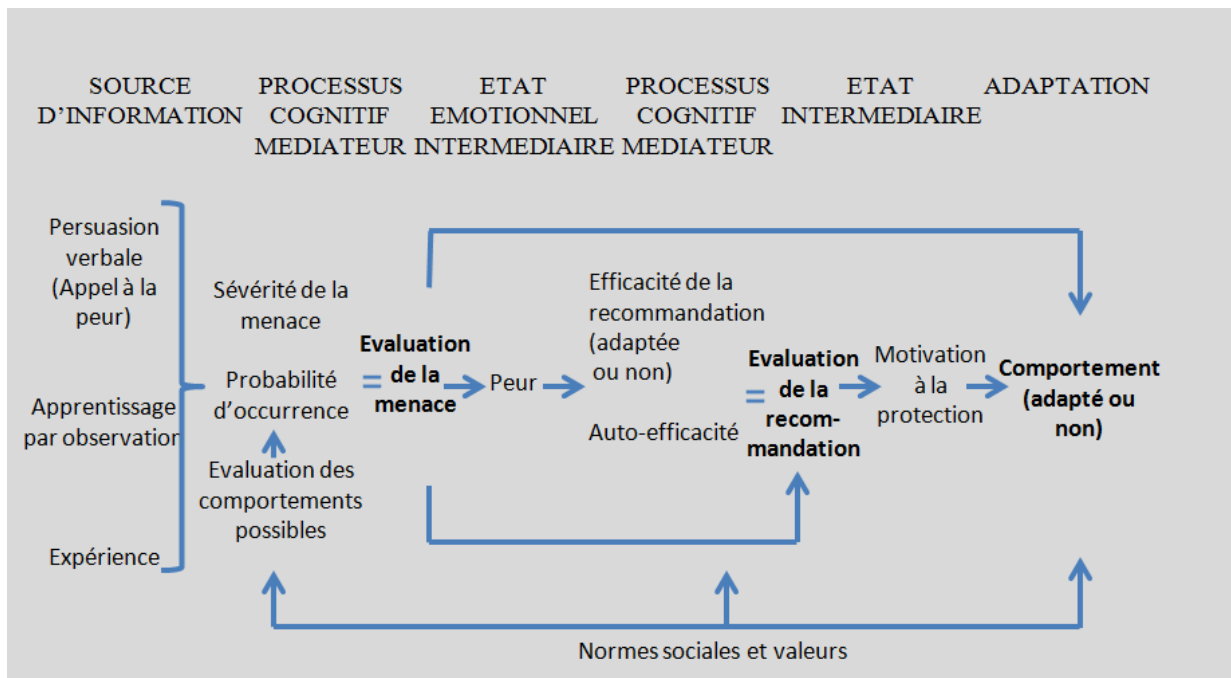 SOURCE
D’INFORMATION
PROCESSUS
COGNITIF
MEDIATEUR
ETAT
EMOTIONNEL
INTERMEDIAIRE
PROCESSUS
COGNITIF
MEDIATEUR
ETAT
INTERMEDIAIRE
ADAPTATION
Persuasion
verbale
(Appel à la
peur)
Apprentissage
par observation
Expérience
Sévérité de la
menace
Probabilité
d’occurrence
Evaluation des
comportements
possibles
=
Evaluation
de la
menace
Peur
Efficacité de la
recommandation
(adaptée
ou non)
Auto-efficacité
=
Evaluation
de la
recom-
mandation
Motivation
à la
protection
Comportement
(adapté ou
non)
Normes sociales et valeurs